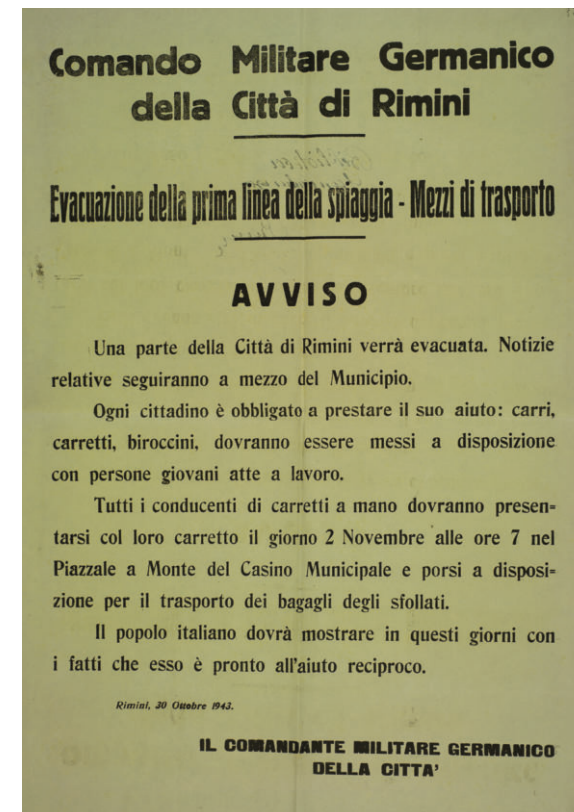 Comando Militare Germanico
della Città di Rimini
Evacuazione della prima linea della spiaggia - Mezzi di trasporto
AVVISO
Una parte della Città di Rimini verrà evacuata. Notizie
relative seguiranno a mezzo del Municipio.
Ogni cittadino è obbligato a prestare il suo aiuto: carri,
carretti, biroccini, dovranno essere messi a disposizione
con persone giovani atte a lavoro.
Tutti i conducenti di carretti a mano dovranno presen=
tarsi col loro carretto il giorno 2 Novembre alle ore 7 nel
Piazzale a Monte del Casino Municipale e porsi a disposi=
zione per il trasporto dei bagagli degli sfollati.
Il popolo italiano dovrà mostrare in questi giorni con
i fatti che esso è pronto all'aiuto reciproco.
Rimini, 30 Ottobre 1943.
IL COMANDANTE MILITARE GERMANICO
DELLA CITTA'